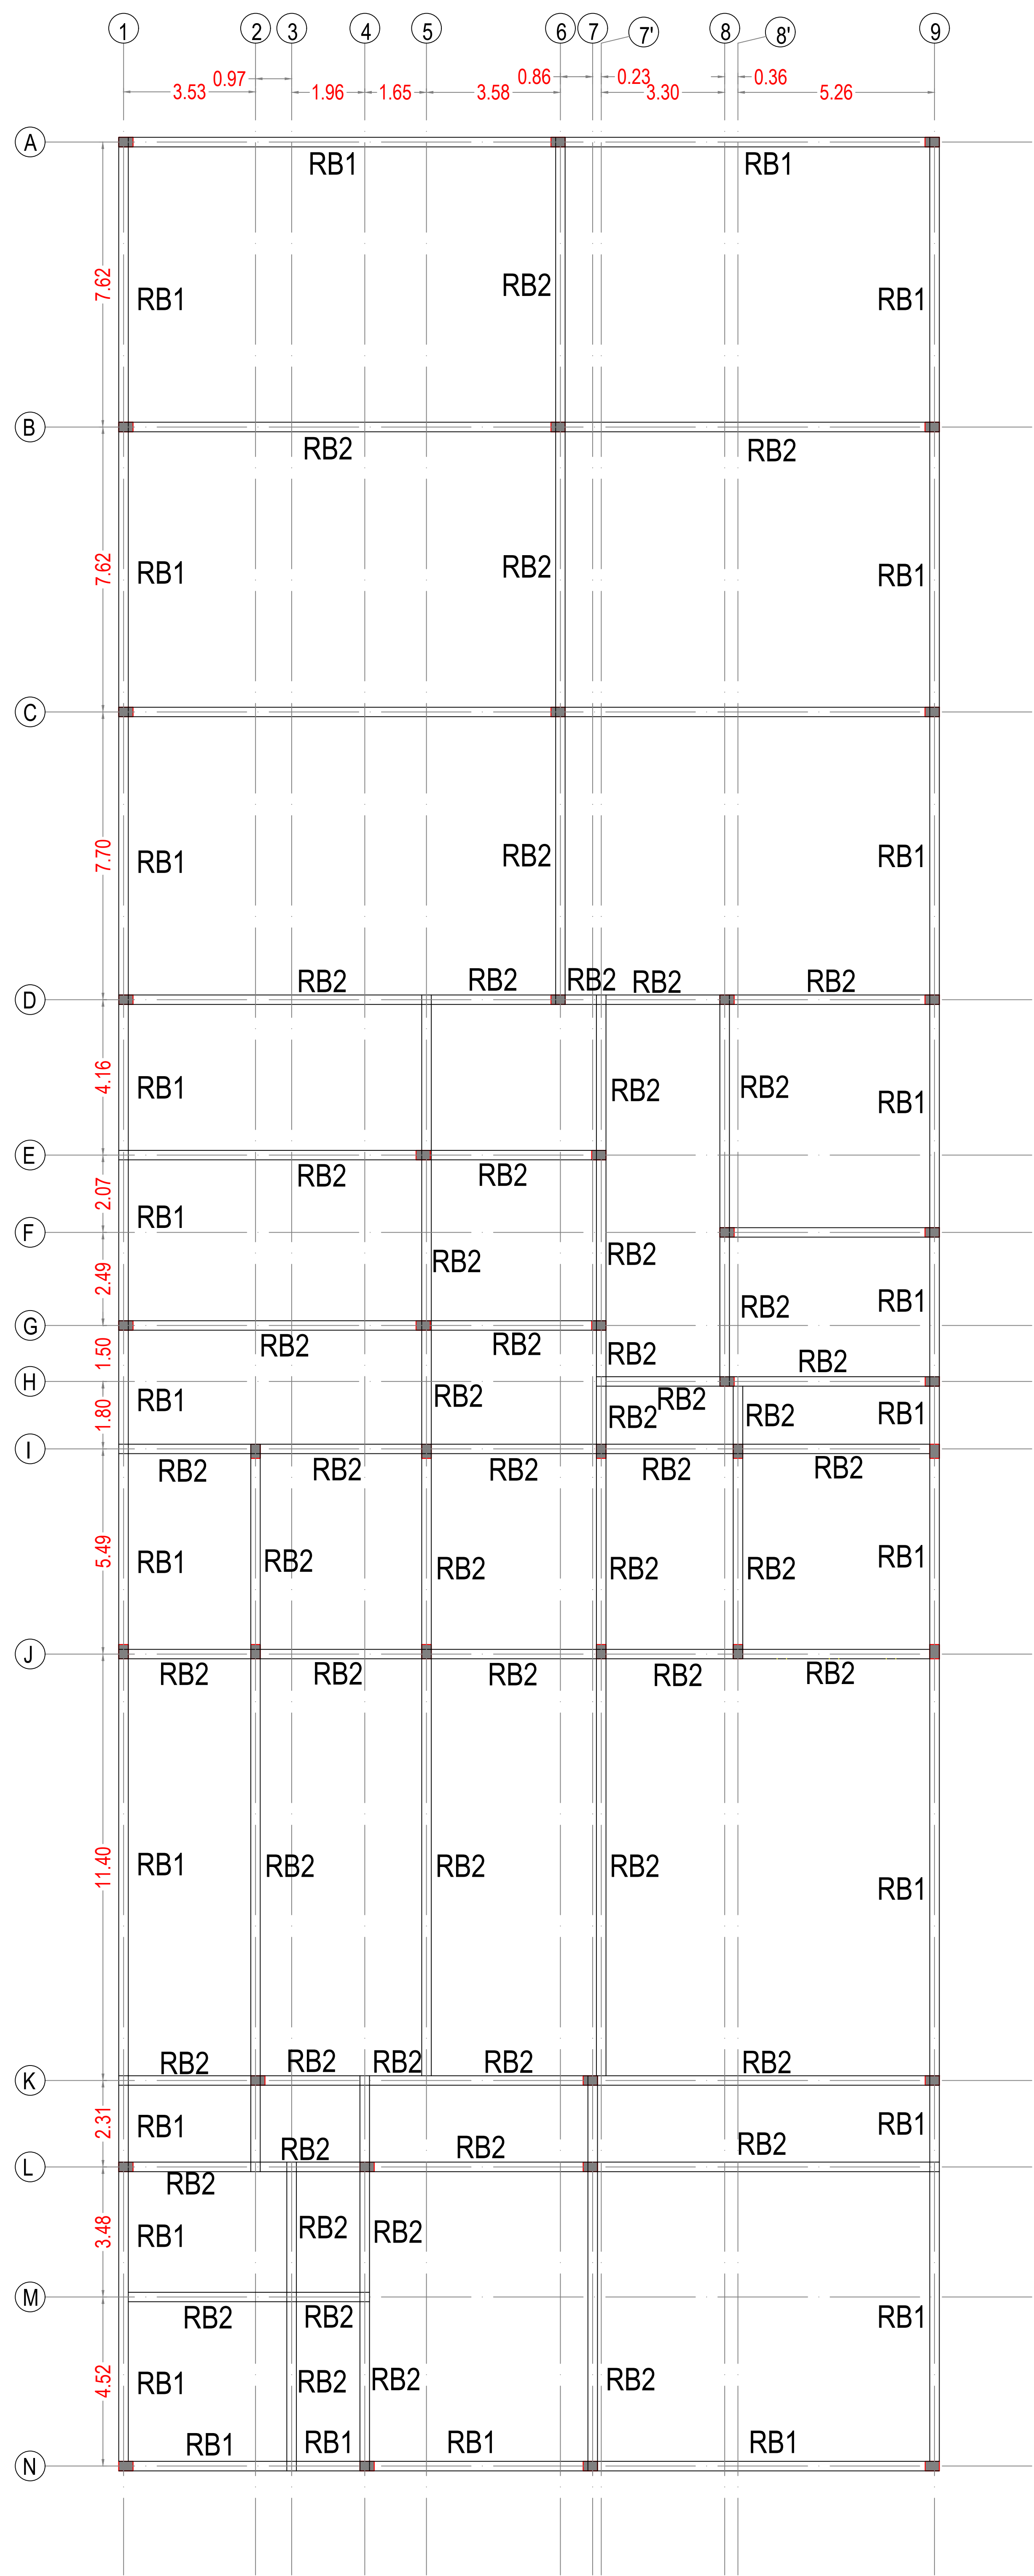 1 2 3 4 5 6 7 7' 8 8' 9
0.97 0.86 0.23 0.36
3.53 1.96 1.65 3.58 3.30 5.26
A
RB1 RB1
7.62
RB1 RB2 RB1
B
RB2 RB2
7.62
RB1 RB2 RB1
C
7.70
RB1 RB2 RB1
RB2 RB2 RB2 RB2 RB2
D
4.16
RB1 RB2 RB2 RB1
E
RB2 RB2
2.07
RB1
F
2.49
RB2 RB2
RB2 RB1
G
RB2 RB2
1.50
RB2 RB2
H
RB2
1.80
RB1 RB2 RB2 RB2 RB1
I
RB2 RB2 RB2 RB2 RB2
5.49
RB1 RB2 RB2 RB2 RB2 RB1
J
RB2 RB2 RB2 RB2 RB2
11.40
RB1 RB2 RB2 RB2 RB1
RB2 RB2 RB2 RB2 RB2
K
2.31
RB1 RB1
RB2 RB2 RB2
L
RB2
3.48
RB1 RB2 RB2
M
RB2 RB2 RB1
4.52
RB1 RB2 RB2 RB2
RB1 RB1 RB1 RB1
N